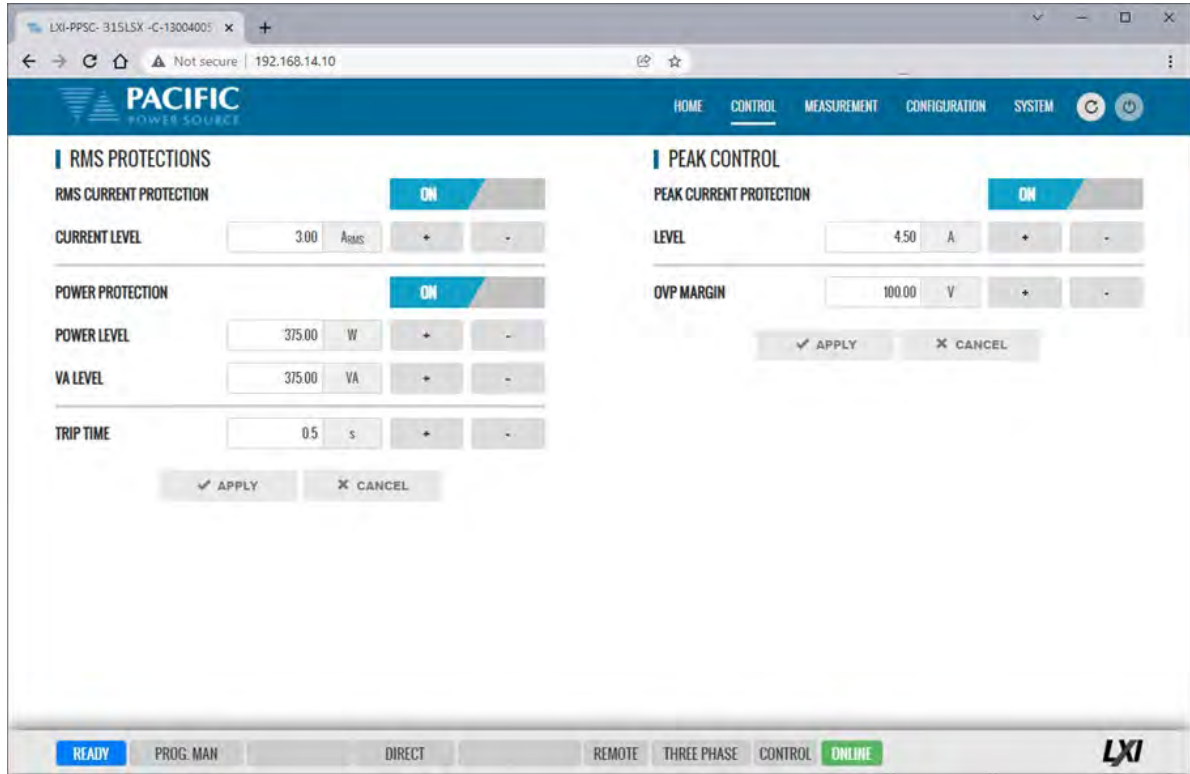 LXI-PPSC- 315LSX -C-13004005
Not secure | 192.168.14.10
PACIFIC
POWER SOURCE
HOME CONTROL MEASUREMENT CONFIGURATION SYSTEM
RMS PROTECTIONS
RMS CURRENT PROTECTION ON
CURRENT LEVEL 3.00 ARMS + -
POWER PROTECTION ON
POWER LEVEL 375.00 W + -
VA LEVEL 375.00 VA + -
TRIP TIME 0.5 s + -
APPLY CANCEL
PEAK CONTROL
PEAK CURRENT PROTECTION ON
LEVEL 4.50 A + -
OVP MARGIN 100.00 V + -
APPLY CANCEL
READY PROG. MAN DIRECT REMOTE THREE PHASE CONTROL ONLINE LXI